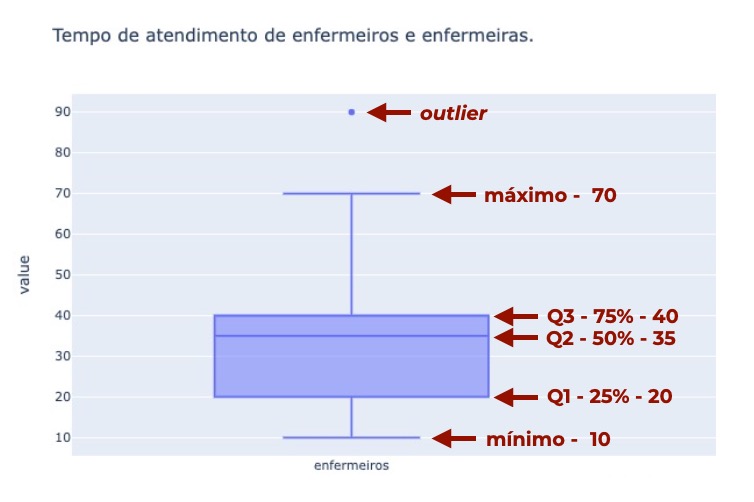 Tempo de atendimento de enfermeiros e enfermeiras.
90
outlier
80
70
máximo - 70
60
50
value
40
Q3 - 75% - 40
Q2 - 50% - 35
30
20
Q1 - 25% - 20
10
mínimo - 10
enfermeiros